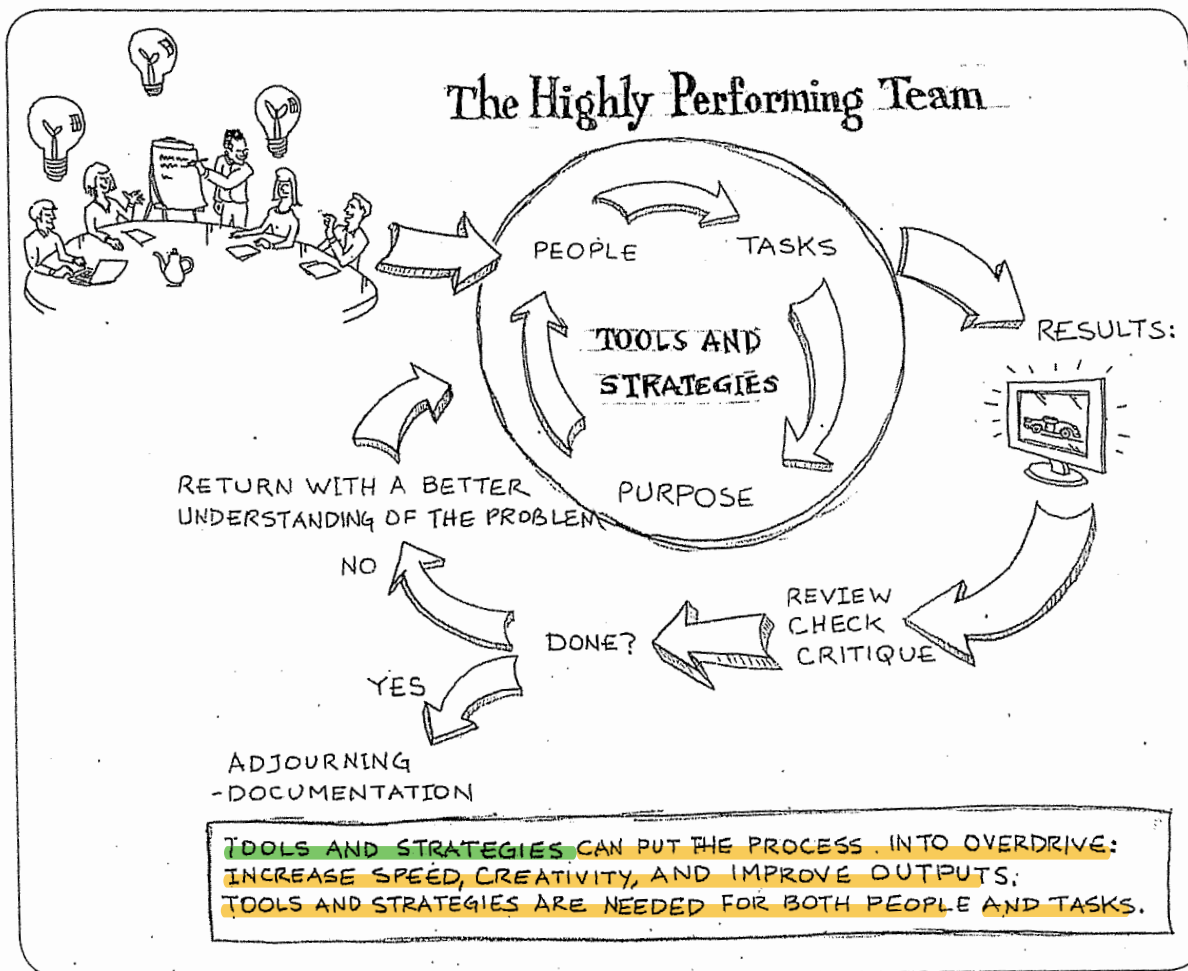 The Highly Performing Team
PEOPLE
TASKS
TOOLS AND
STRATEGIES
PURPOSE
RESULTS:
RETURN WITH A BETTER
UNDERSTANDING OF THE PROBLEM
NO
REVIEW
CHECK
CRITIQUE
DONE?
YES
ADJOURNING
-DOCUMENTATION
TOOLS AND STRATEGIES CAN PUT THE PROCESS INTO OVERDRIVE:
INCREASE SPEED, CREATIVITY, AND IMPROVE OUTPUTS;
TOOLS AND STRATEGIES ARE NEEDED FOR BOTH PEOPLE AND TASKS.